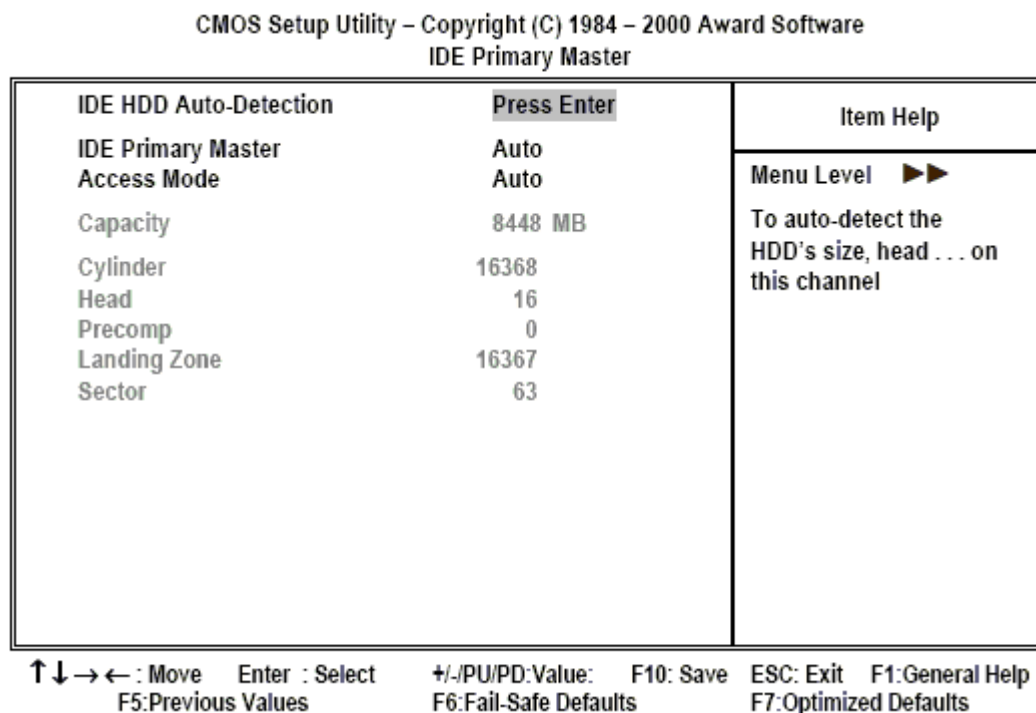 CMOS Setup Utility – Copyright (C) 1984 – 2000 Award Software
IDE Primary Master
IDE HDD Auto-Detection Press Enter
IDE Primary Master Auto
Access Mode Auto
Capacity 8448 MB
Cylinder 16368
Head 16
Precomp 0
Landing Zone 16367
Sector 63
Item Help
Menu Level ►►
To auto-detect the
HDD's size, head . . . on
this channel
↑↓→← : Move Enter : Select +/-/PU/PD:Value: F10: Save ESC: Exit F1:General Help
F5:Previous Values F6:Fail-Safe Defaults F7:Optimized Defaults